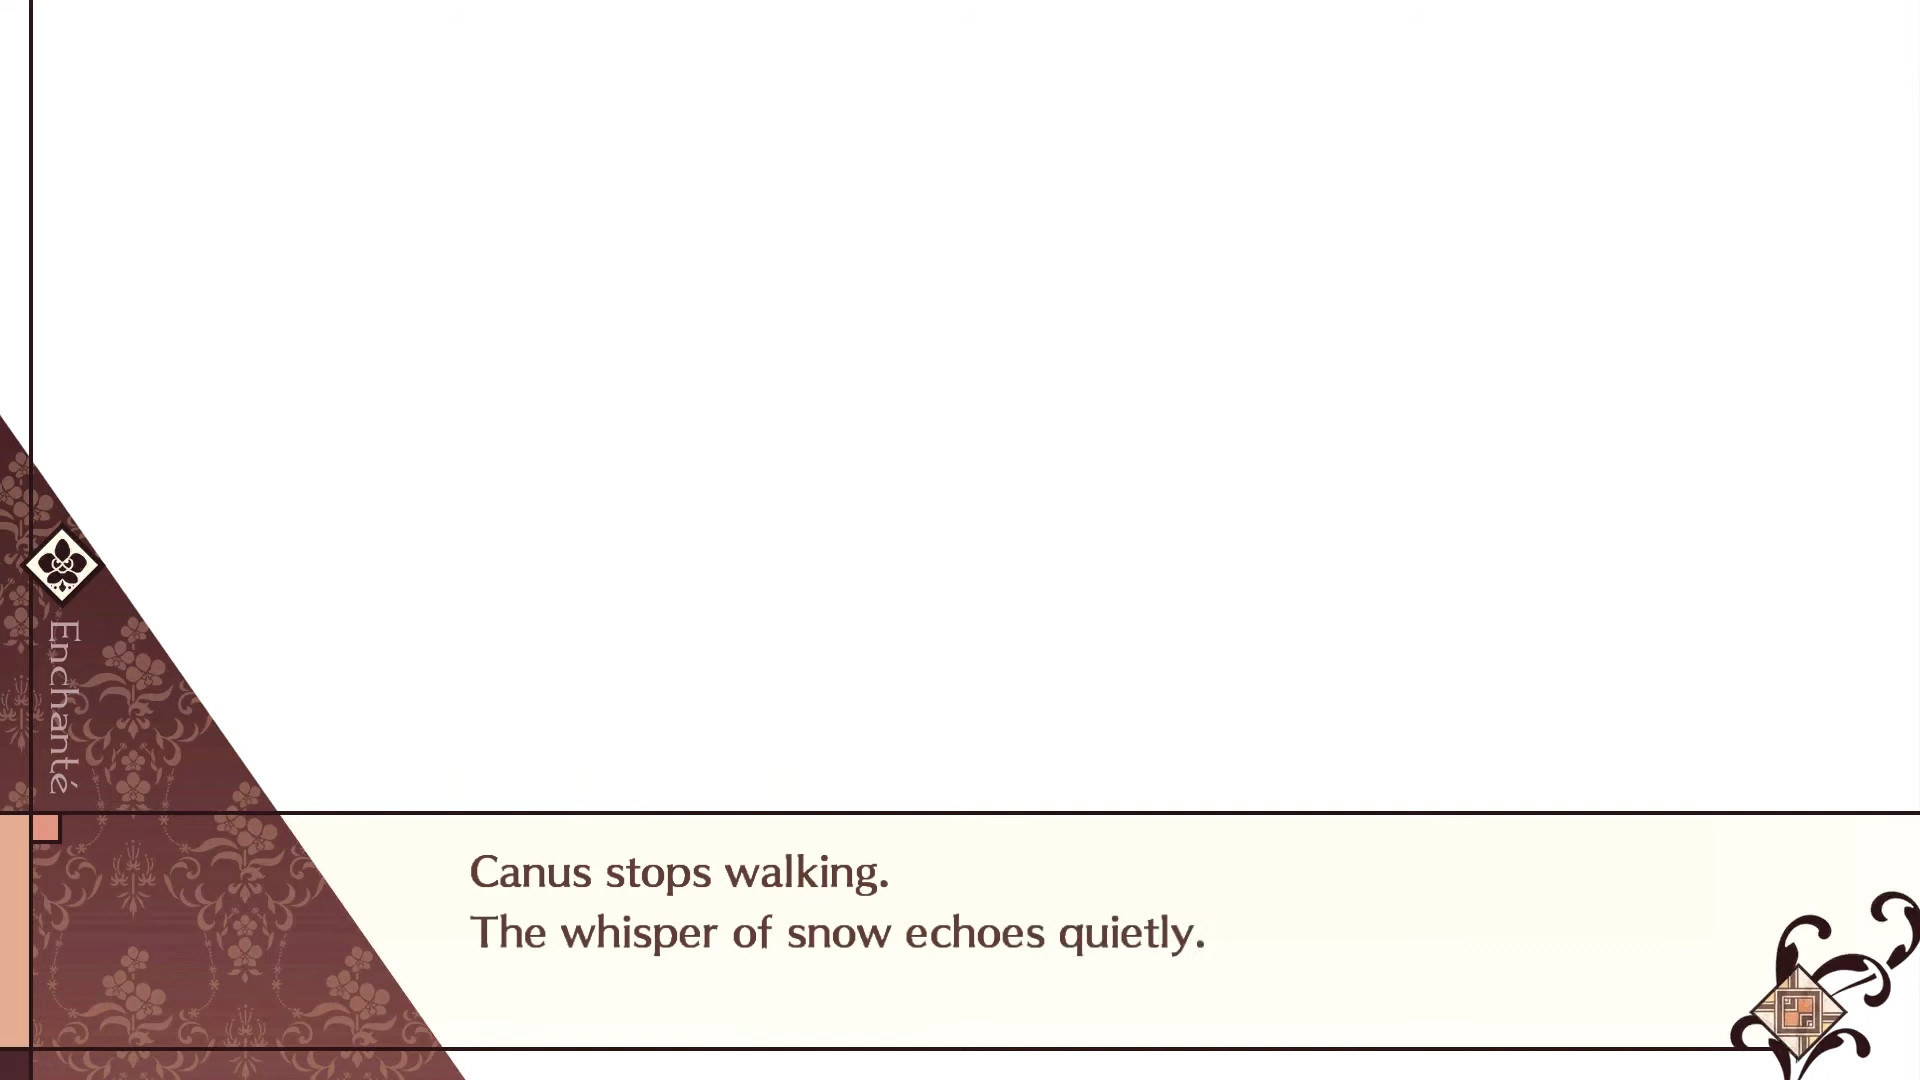 Enchanté
Canus stops walking.
The whisper of snow echoes quietly.